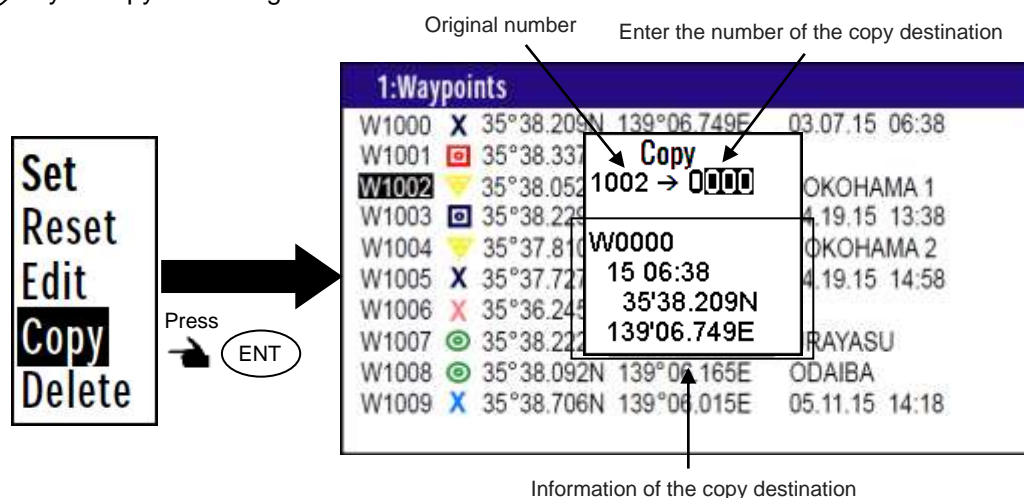 Original number
Enter the number of the copy destination
1:Waypoints
W1000 X 35°38.209N 139°06.749E 03.07.15 06:38
W1001 35°38.337
W1002 35°38.052 OKOHAMA 1
W1003 35°38.229 4.19.15 13:38
W1004 35°37.810 OKOHAMA 2
W1005 X 35°37.727 4.19.15 14:58
W1006 X 35°36.245
W1007 35°38.222 RAYASU
W1008 35°38.092N 139°06.165E ODAIBA
W1009 X 35°38.706N 139°06.015E 05.11.15 14:18
Copy
1002 → 0000
W0000
15 06:38
35'38.209N
139'06.749E
Set
Reset
Edit
Copy
Delete
Press
ENT
Information of the copy destination